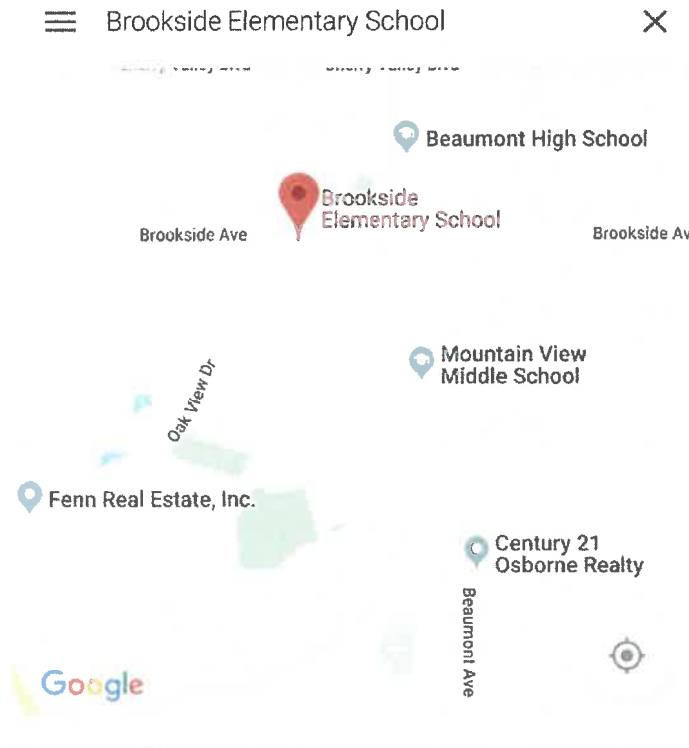 Brookside Elementary School
Beaumont High School
Brookside
Elementary School
Brookside Ave
Brookside Av
Mountain View
Middle School
Oak View Dr
Fenn Real Estate, Inc.
Century 21
Osborne Realty
Beaumont Ave
Google